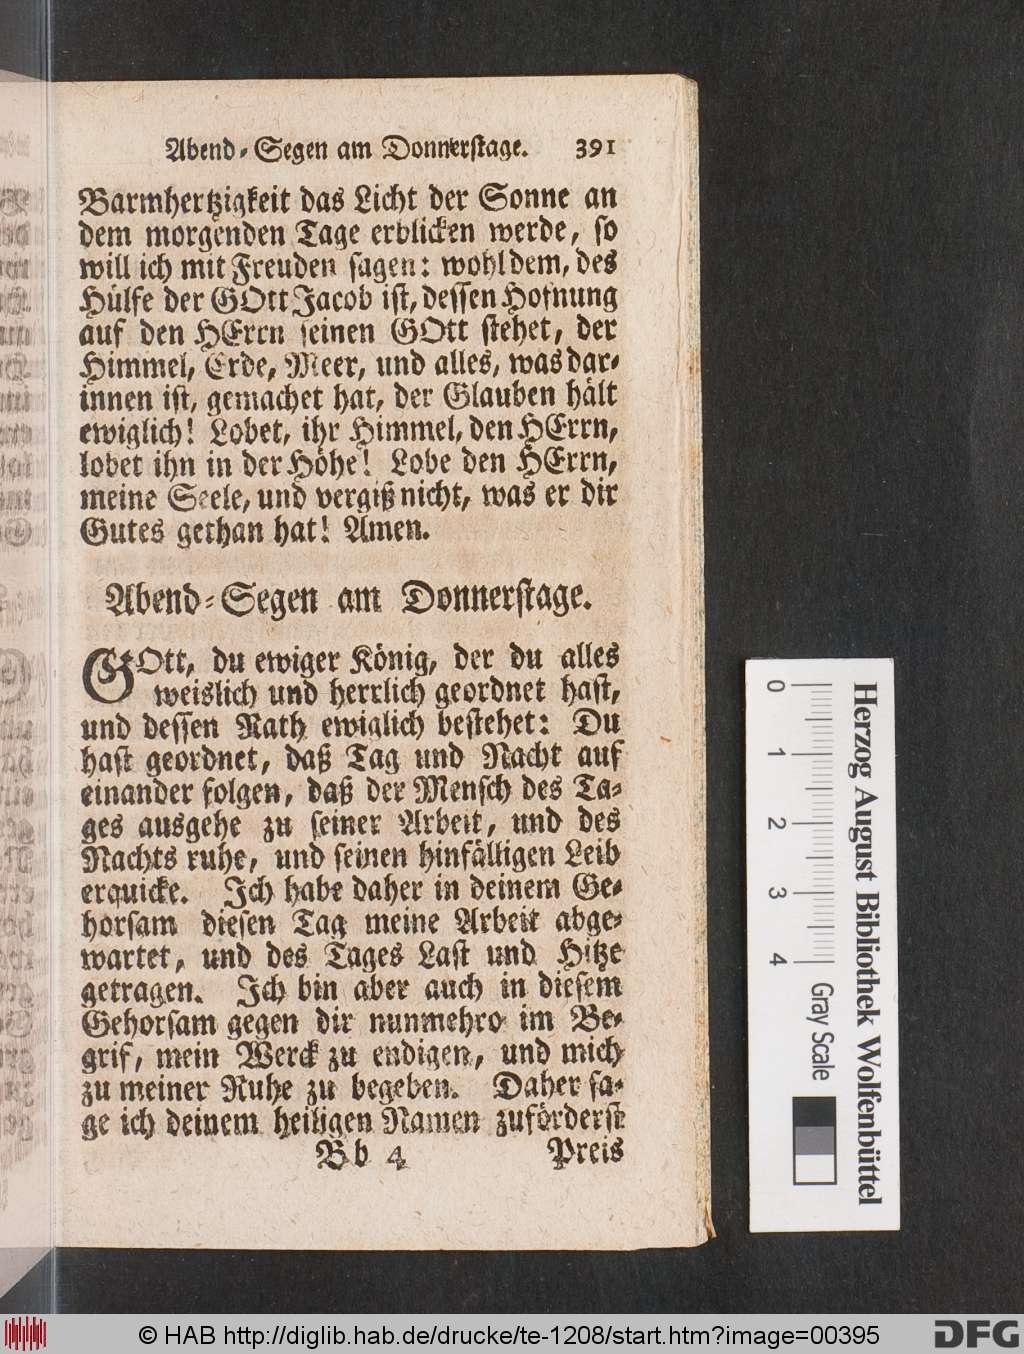 Abend-Segen am Donnerstage. 391
Barmhertzigkeit das Licht der Sonne an
dem morgenden Tage erblicken werde, so
will ich mit Freuden sagen: wohl dem, des
Hülfe der GOtt Jacob ist, dessen Hofnung
auf den HErrn seinen GOtt stehet, der
Himmel, Erde, Meer, und alles, was dar-
innen ist, gemachet hat, der Glauben hält
ewiglich! Lobet, ihr Himmel, den HErrn,
lobet ihn in der Höhe! Lobe den HErrn,
meine Seele, und vergiß nicht, was er dir
Gutes gethan hat! Amen.
Abend-Segen am Donnerstage.
GOtt, du ewiger König, der du alles
weislich und herrlich geordnet hast,
und dessen Rath ewiglich bestehet: Du
hast geordnet, daß Tag und Nacht auf
einander folgen, daß der Mensch des Ta-
ges ausgehe zu seiner Arbeit, und des
Nachts ruhe, und seinen hinfälligen Leib
erquicke. Ich habe daher in deinem Ge-
horsam diesen Tag meine Arbeit abge-
wartet, und des Tages Last und Hitze
getragen. Ich bin aber auch in diesem
Gehorsam gegen dir nunmehro im Be-
grif, mein Werck zu endigen, und mich
zu meiner Ruhe zu begeben. Daher sa-
ge ich deinem heiligen Namen zuförderst
Bb 4 Preis
Herzog August Bibliothek Wolfenbüttel
0 1 2 3 4 Gray Scale
© HAB http://diglib.hab.de/drucke/te-1208/start.htm?image=00395
DFG